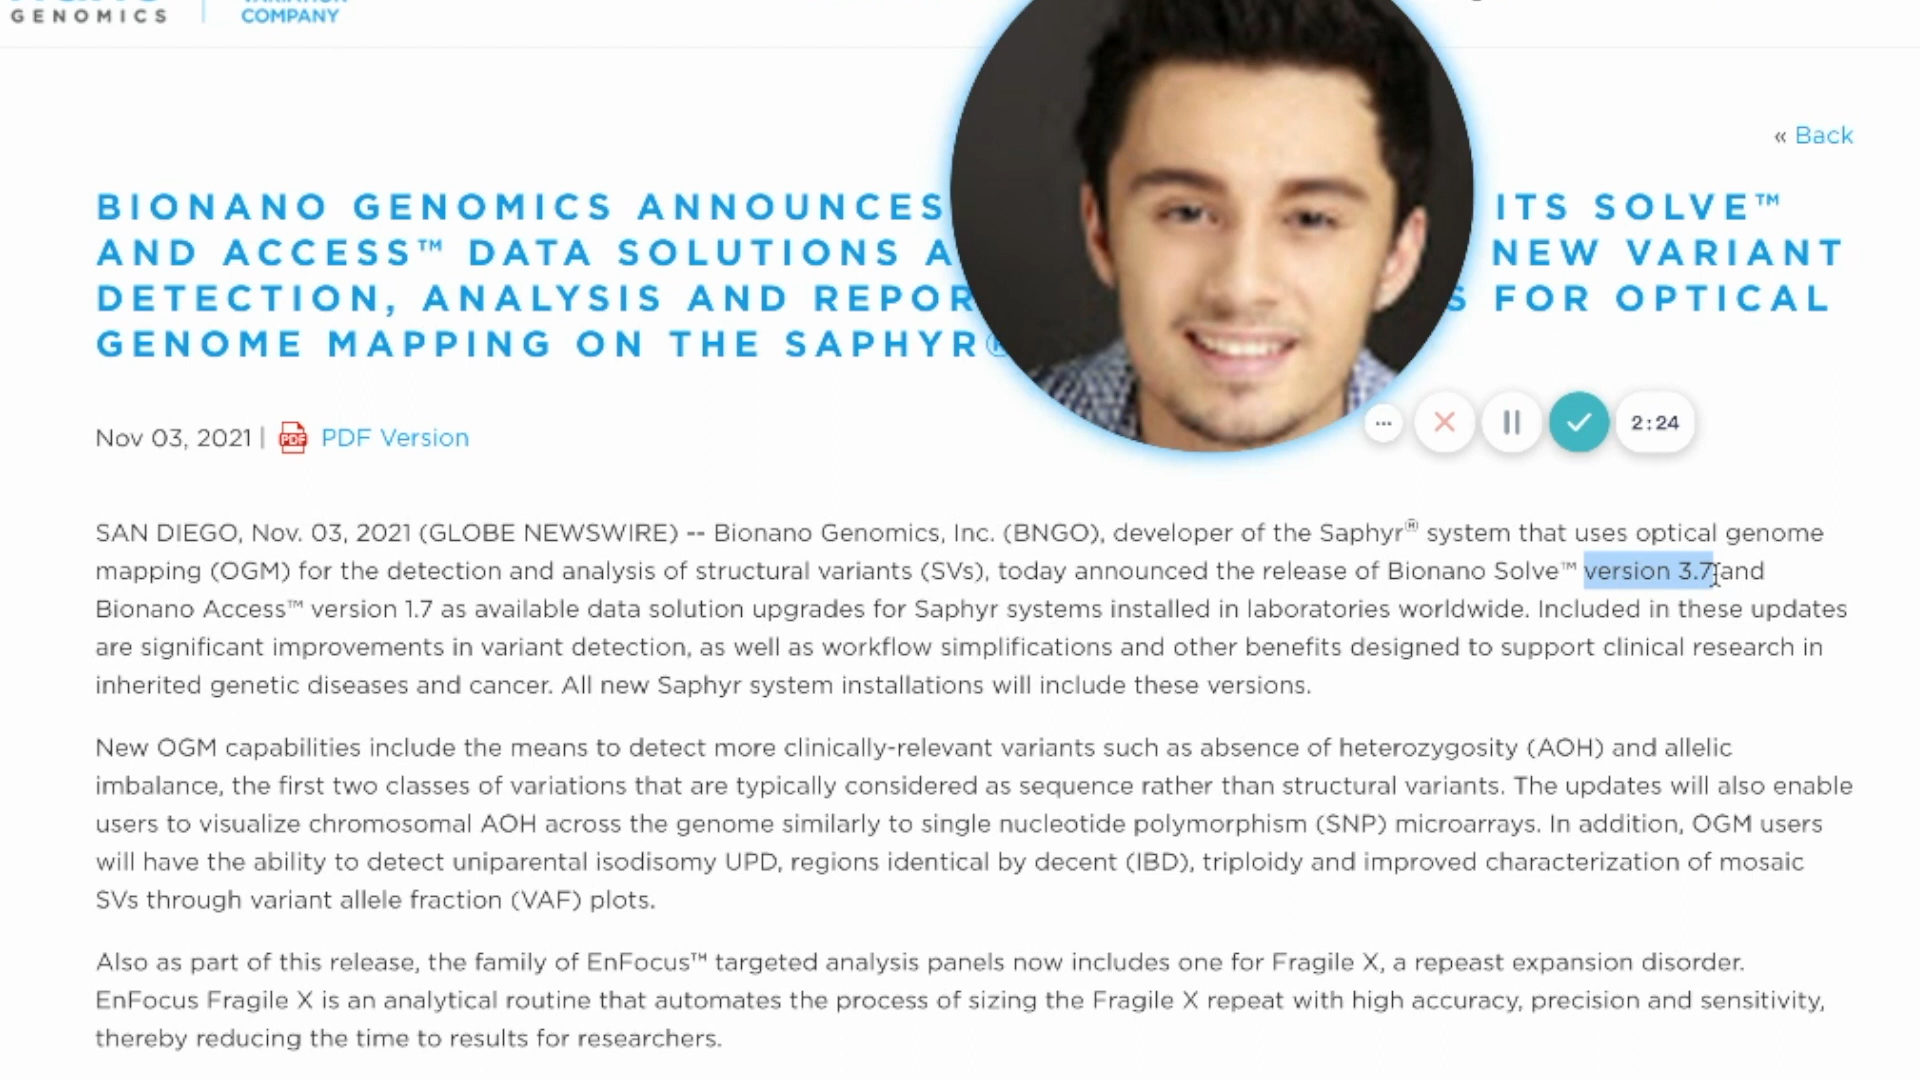 GENOMICS
COMPANY
« Back
BIONANO GENOMICS ANNOUNCES ITS SOLVE™
AND ACCESS™ DATA SOLUTIONS NEW VARIANT
DETECTION, ANALYSIS AND FOR OPTICAL
GENOME MAPPING ON THE SAPHYR®
Nov 03, 2021 | PDF PDF Version
2:24
SAN DIEGO, Nov. 03, 2021 (GLOBE NEWSWIRE) -- Bionano Genomics, Inc. (BNGO), developer of the Saphyr® system that uses optical genome
mapping (OGM) for the detection and analysis of structural variants (SVs), today announced the release of Bionano Solve™ version 3.7 and
Bionano Access™ version 1.7 as available data solution upgrades for Saphyr systems installed in laboratories worldwide. Included in these updates
are significant improvements in variant detection, as well as workflow simplifications and other benefits designed to support clinical research in
inherited genetic diseases and cancer. All new Saphyr system installations will include these versions.
New OGM capabilities include the means to detect more clinically-relevant variants such as absence of heterozygosity (AOH) and allelic
imbalance, the first two classes of variations that are typically considered as sequence rather than structural variants. The updates will also enable
users to visualize chromosomal AOH across the genome similarly to single nucleotide polymorphism (SNP) microarrays. In addition, OGM users
will have the ability to detect uniparental isodisomy UPD, regions identical by decent (IBD), triploidy and improved characterization of mosaic
SVs through variant allele fraction (VAF) plots.
Also as part of this release, the family of EnFocus™ targeted analysis panels now includes one for Fragile X, a repeast expansion disorder.
EnFocus Fragile X is an analytical routine that automates the process of sizing the Fragile X repeat with high accuracy, precision and sensitivity,
thereby reducing the time to results for researchers.